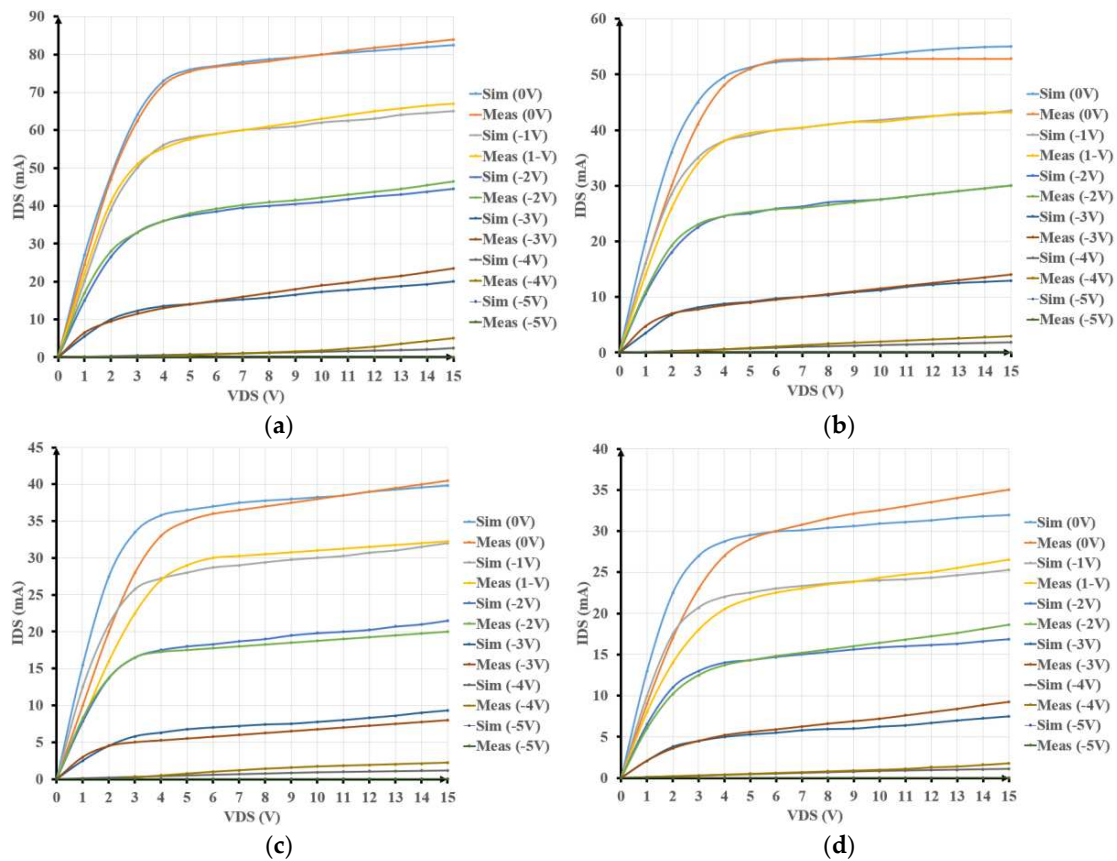 90
80
70
60
50
40
30
20
10
0
IDS (mA)
0 1 2 3 4 5 6 7 8 9 10 11 12 13 14 15
VDS (V)
Sim (0V)
Meas (0V)
Sim (-1V)
Meas (1-V)
Sim (-2V)
Meas (-2V)
Sim (-3V)
Meas (-3V)
Sim (-4V)
Meas (-4V)
Sim (-5V)
Meas (-5V)
(a)
60
50
40
30
20
10
0
IDS (mA)
0 1 2 3 4 5 6 7 8 9 10 11 12 13 14 15
VDS (V)
Sim (0V)
Meas (0V)
Sim (-1V)
Meas (1-V)
Sim (-2V)
Meas (-2V)
Sim (-3V)
Meas (-3V)
Sim (-4V)
Meas (-4V)
Sim (-5V)
Meas (-5V)
(b)
45
40
35
30
25
20
15
10
5
0
IDS (mA)
0 1 2 3 4 5 6 7 8 9 10 11 12 13 14 15
VDS (V)
Sim (0V)
Meas (0V)
Sim (-1V)
Meas (1-V)
Sim (-2V)
Meas (-2V)
Sim (-3V)
Meas (-3V)
Sim (-4V)
Meas (-4V)
Sim (-5V)
Meas (-5V)
(c)
40
35
30
25
20
15
10
5
0
IDS (mA)
0 1 2 3 4 5 6 7 8 9 10 11 12 13 14 15
VDS (V)
Sim (0V)
Meas (0V)
Sim (-1V)
Meas (1-V)
Sim (-2V)
Meas (-2V)
Sim (-3V)
Meas (-3V)
Sim (-4V)
Meas (-4V)
Sim (-5V)
Meas (-5V)
(d)